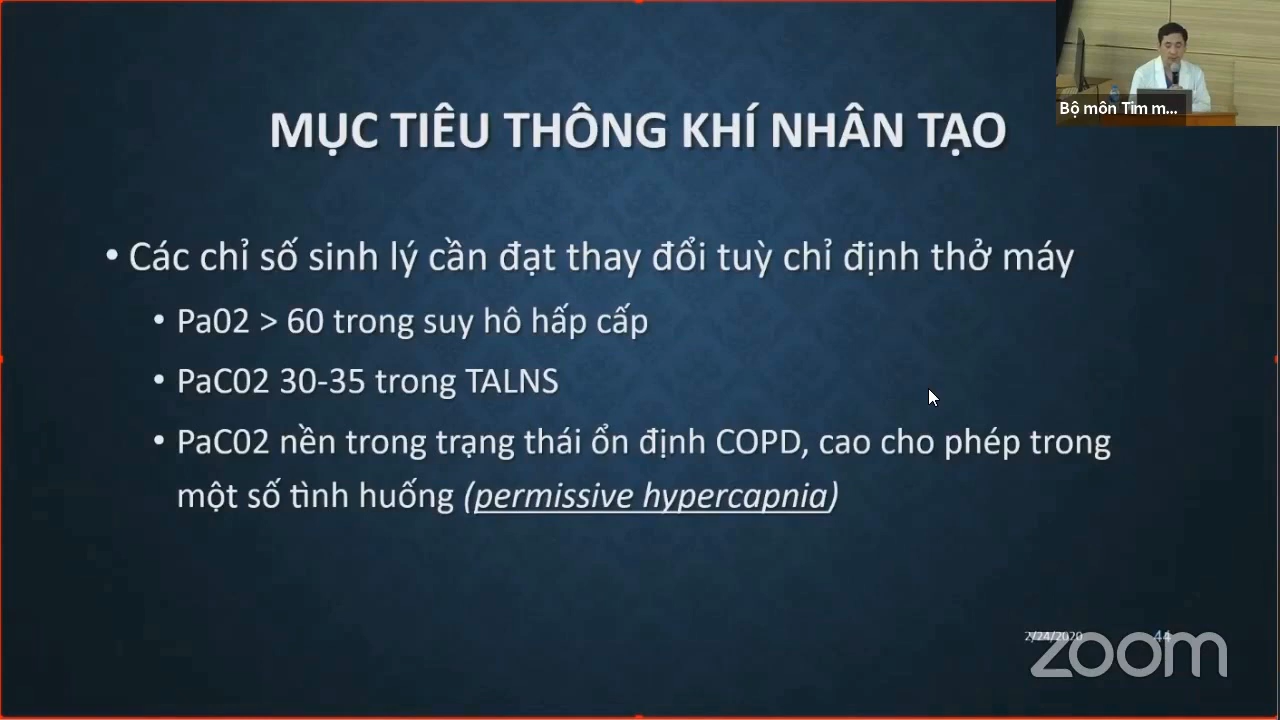 Bộ môn Tim m...
MỤC TIÊU THÔNG KHÍ NHÂN TẠO
• Các chỉ số sinh lý cần đạt thay đổi tuỳ chỉ định thở máy
• Pa02 > 60 trong suy hô hấp cấp
• PaC02 30-35 trong TALNS
• PaC02 nền trong trạng thái ổn định COPD, cao cho phép trong
một số tình huống (permissive hypercapnia)
2/24/2020
44
zoom